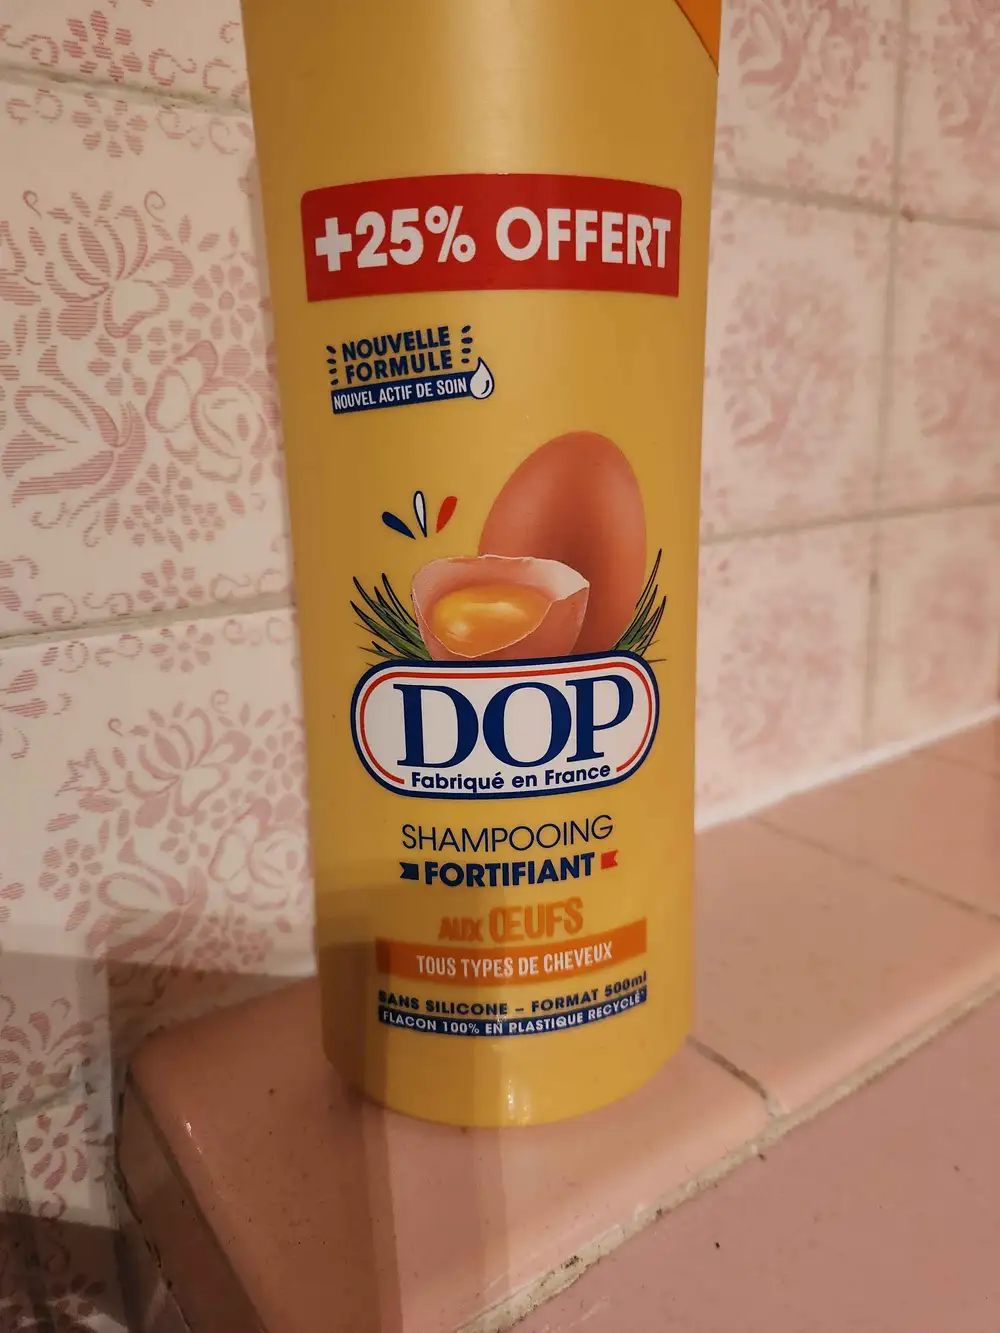 +25% OFFERT
NOUVELLE
FORMULE
NOUVEL ACTIF DE SOIN
DOP
Fabriqué en France
SHAMPOOING
FORTIFIANT
AUX ŒUFS
TOUS TYPES DE CHEVEUX
SANS SILICONE – FORMAT 500ml
FLACON 100% EN PLASTIQUE RECYCLÉ*